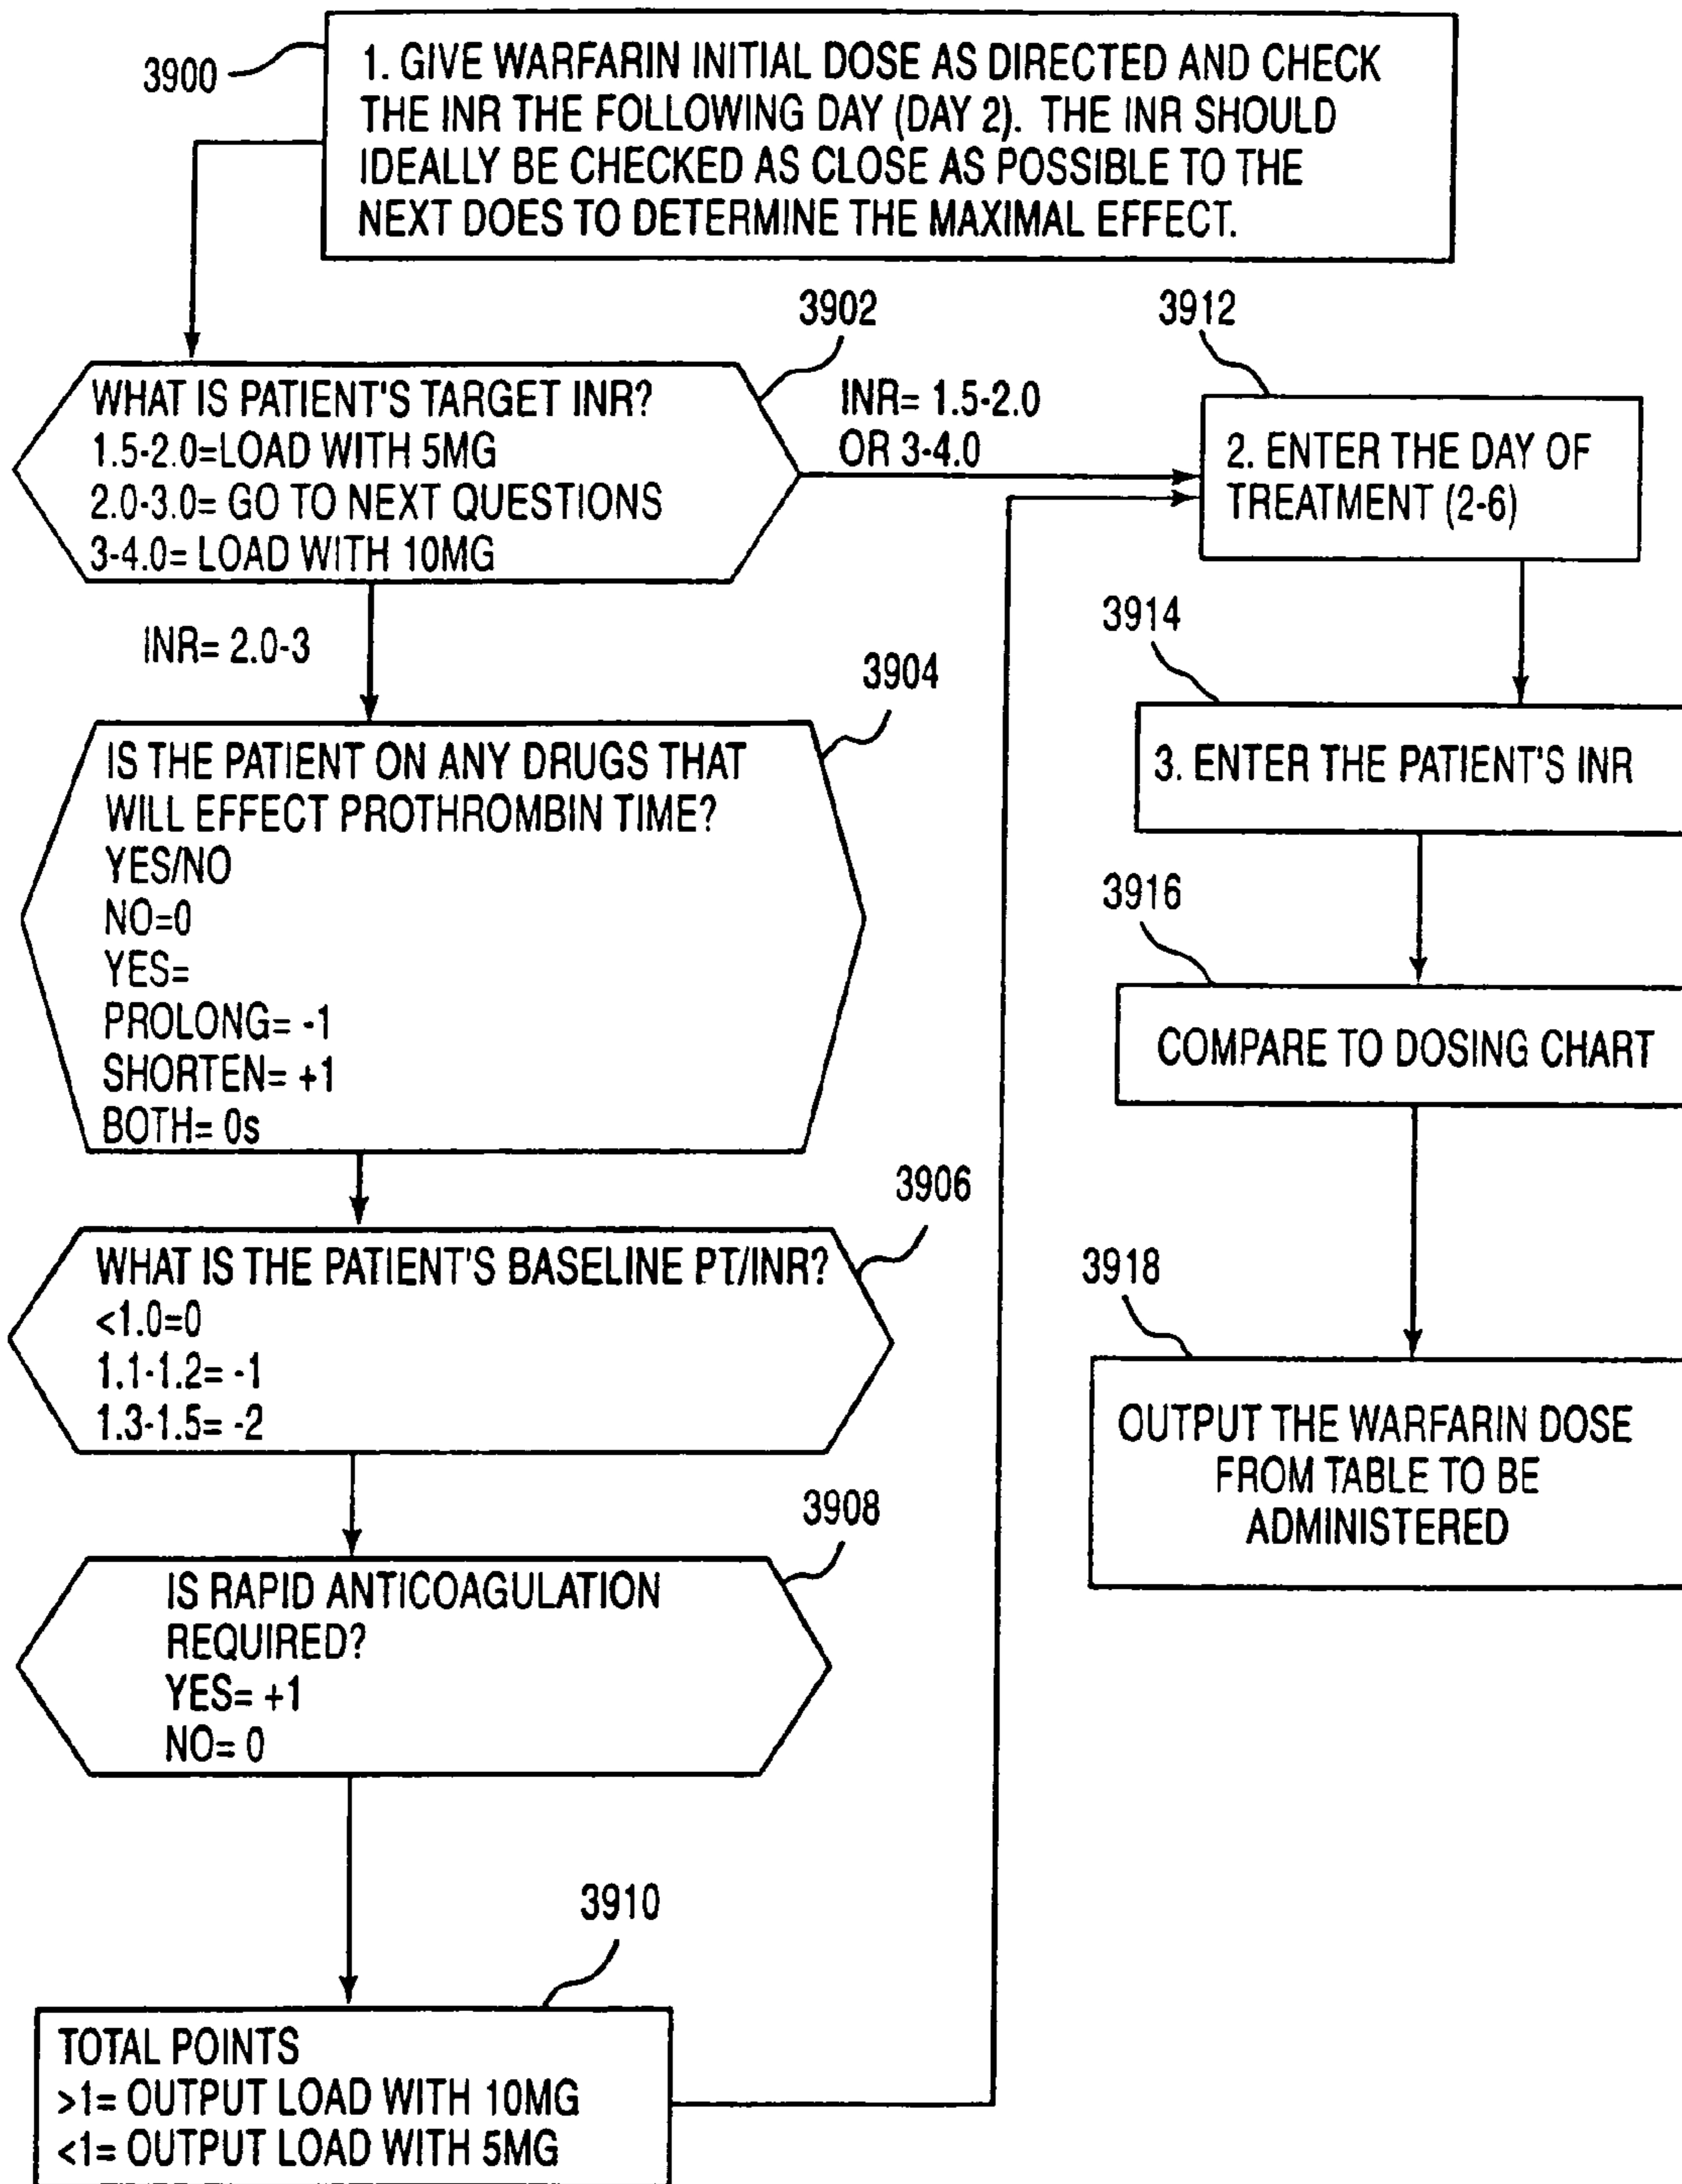 3900
1. GIVE WARFARIN INITIAL DOSE AS DIRECTED AND CHECK
THE INR THE FOLLOWING DAY (DAY 2). THE INR SHOULD
IDEALLY BE CHECKED AS CLOSE AS POSSIBLE TO THE
NEXT DOES TO DETERMINE THE MAXIMAL EFFECT.
3902
WHAT IS PATIENT'S TARGET INR?
1.5-2.0=LOAD WITH 5MG
2.0-3.0= GO TO NEXT QUESTIONS
3-4.0= LOAD WITH 10MG
INR= 1.5-2.0
OR 3-4.0
INR= 2.0-3
3904
IS THE PATIENT ON ANY DRUGS THAT
WILL EFFECT PROTHROMBIN TIME?
YES/NO
NO=0
YES=
PROLONG= -1
SHORTEN= +1
BOTH= 0s
3906
WHAT IS THE PATIENT'S BASELINE PT/INR?
<1.0=0
1.1-1.2= -1
1.3-1.5= -2
3908
IS RAPID ANTICOAGULATION
REQUIRED?
YES= +1
NO= 0
3910
TOTAL POINTS
>1= OUTPUT LOAD WITH 10MG
<1= OUTPUT LOAD WITH 5MG
3912
2. ENTER THE DAY OF
TREATMENT (2-6)
3914
3. ENTER THE PATIENT'S INR
3916
COMPARE TO DOSING CHART
3918
OUTPUT THE WARFARIN DOSE
FROM TABLE TO BE
ADMINISTERED